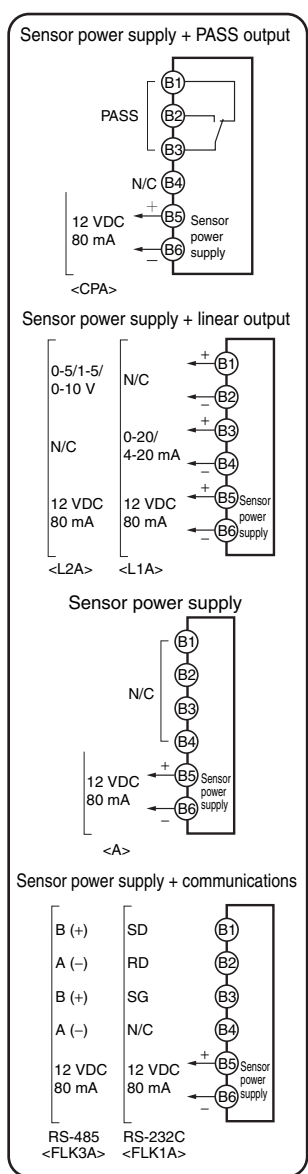 Sensor power supply + PASS output
B1
PASS
B2
B3
N/C B4
+
12 VDC
80 mA
B5
Sensor
power
supply
B6
−
<CPA>
Sensor power supply + linear output
0-5/1-5/
0-10 V
N/C
+
B1
−
B2
N/C
0-20/
4-20 mA
+
B3
−
B4
12 VDC
80 mA
12 VDC
80 mA
+
B5
Sensor
power
supply
−
B6
<L2A> <L1A>
Sensor power supply
B1
B2
N/C
B3
B4
+
12 VDC
80 mA
B5
Sensor
power
supply
B6
−
<A>
Sensor power supply + communications
B (+) SD B1
A (−) RD B2
B (+) SG B3
A (−) N/C B4
12 VDC
80 mA
12 VDC
80 mA
+
B5
Sensor
power
supply
−
B6
RS-485 RS-232C
<FLK3A> <FLK1A>